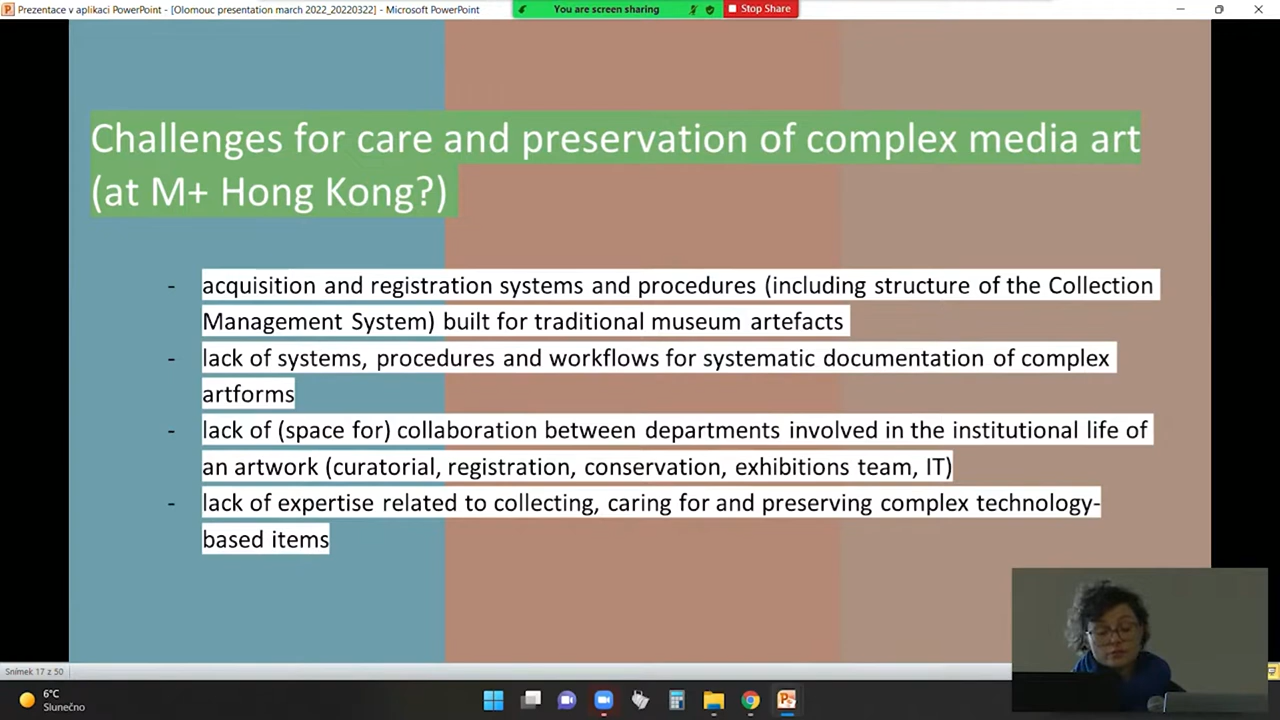 Prezentace v aplikaci PowerPoint - [Olomouc presentation march 2022_20220322] - Microsoft PowerPoint
You are screen sharing
Stop Share
Challenges for care and preservation of complex media art
(at M+ Hong Kong?)
- acquisition and registration systems and procedures (including structure of the Collection
Management System) built for traditional museum artefacts
- lack of systems, procedures and workflows for systematic documentation of complex
artforms
- lack of (space for) collaboration between departments involved in the institutional life of
an artwork (curatorial, registration, conservation, exhibitions team, IT)
- lack of expertise related to collecting, caring for and preserving complex technology-
based items
Snímek 17 z 50
6°C
Slunečno